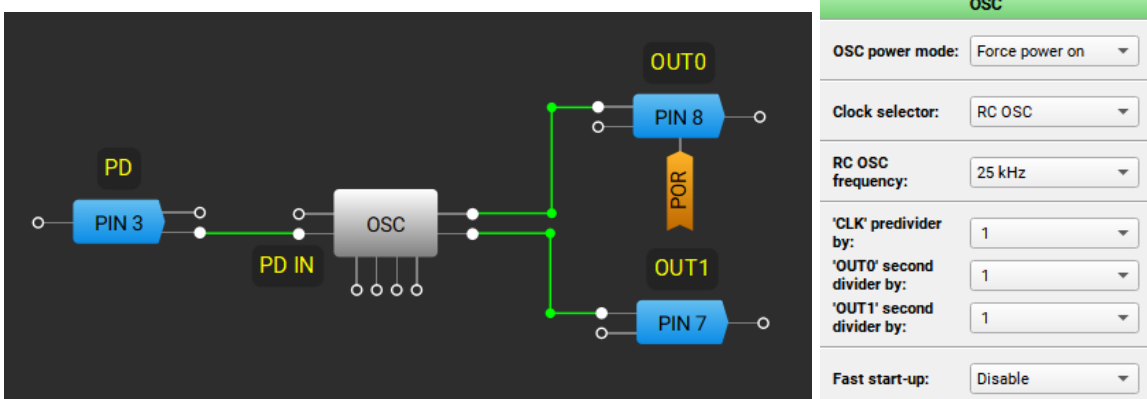 OUT0
PIN 8
PD
POR
PIN 3
OSC
PD IN
OUT1
PIN 7
OSC
OSC power mode: Force power on
Clock selector: RC OSC
RC OSC
frequency: 25 kHz
'CLK' predivider
by: 1
'OUT0' second
divider by: 1
'OUT1' second
divider by: 1
Fast start-up: Disable